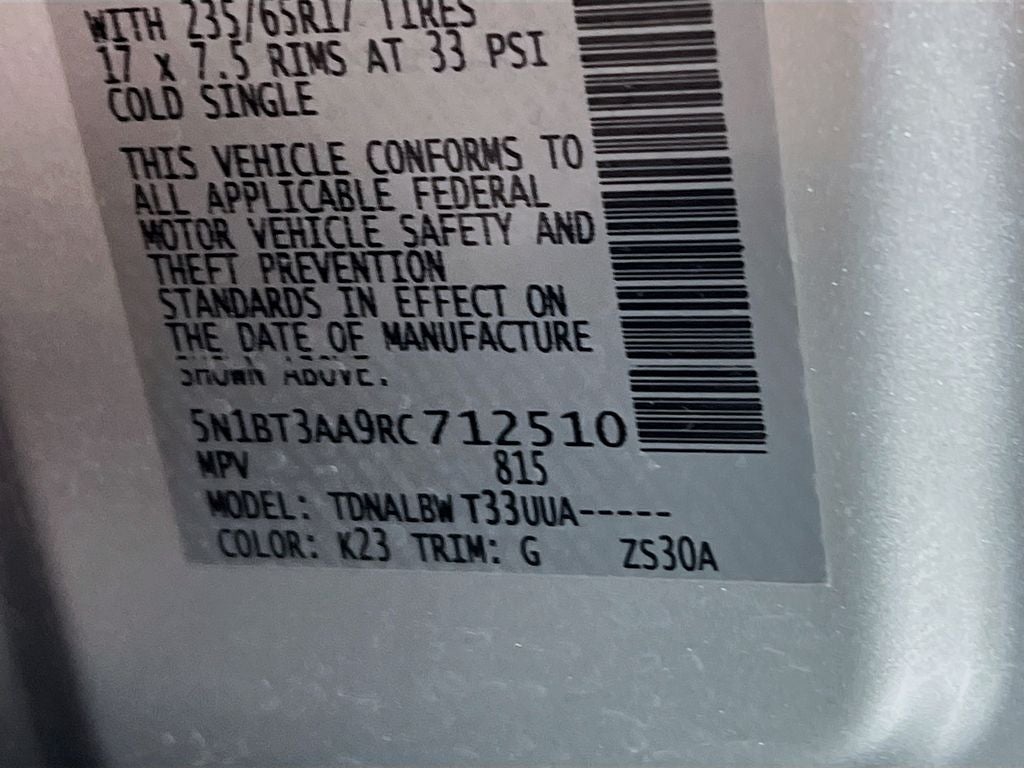 WITH 235/65R17 TIRES
17 X 7.5 RIMS AT 33 PSI
COLD SINGLE
THIS VEHICLE CONFORMS TO
ALL APPLICABLE FEDERAL
MOTOR VEHICLE SAFETY AND
THEFT PREVENTION
STANDARDS IN EFFECT ON
THE DATE OF MANUFACTURE
SHOWN ABOVE.
5N1BT3AA9RC712510
MPV 815
MODEL: TDNALBW T33UUA-----
COLOR: K23 TRIM: G ZS30A